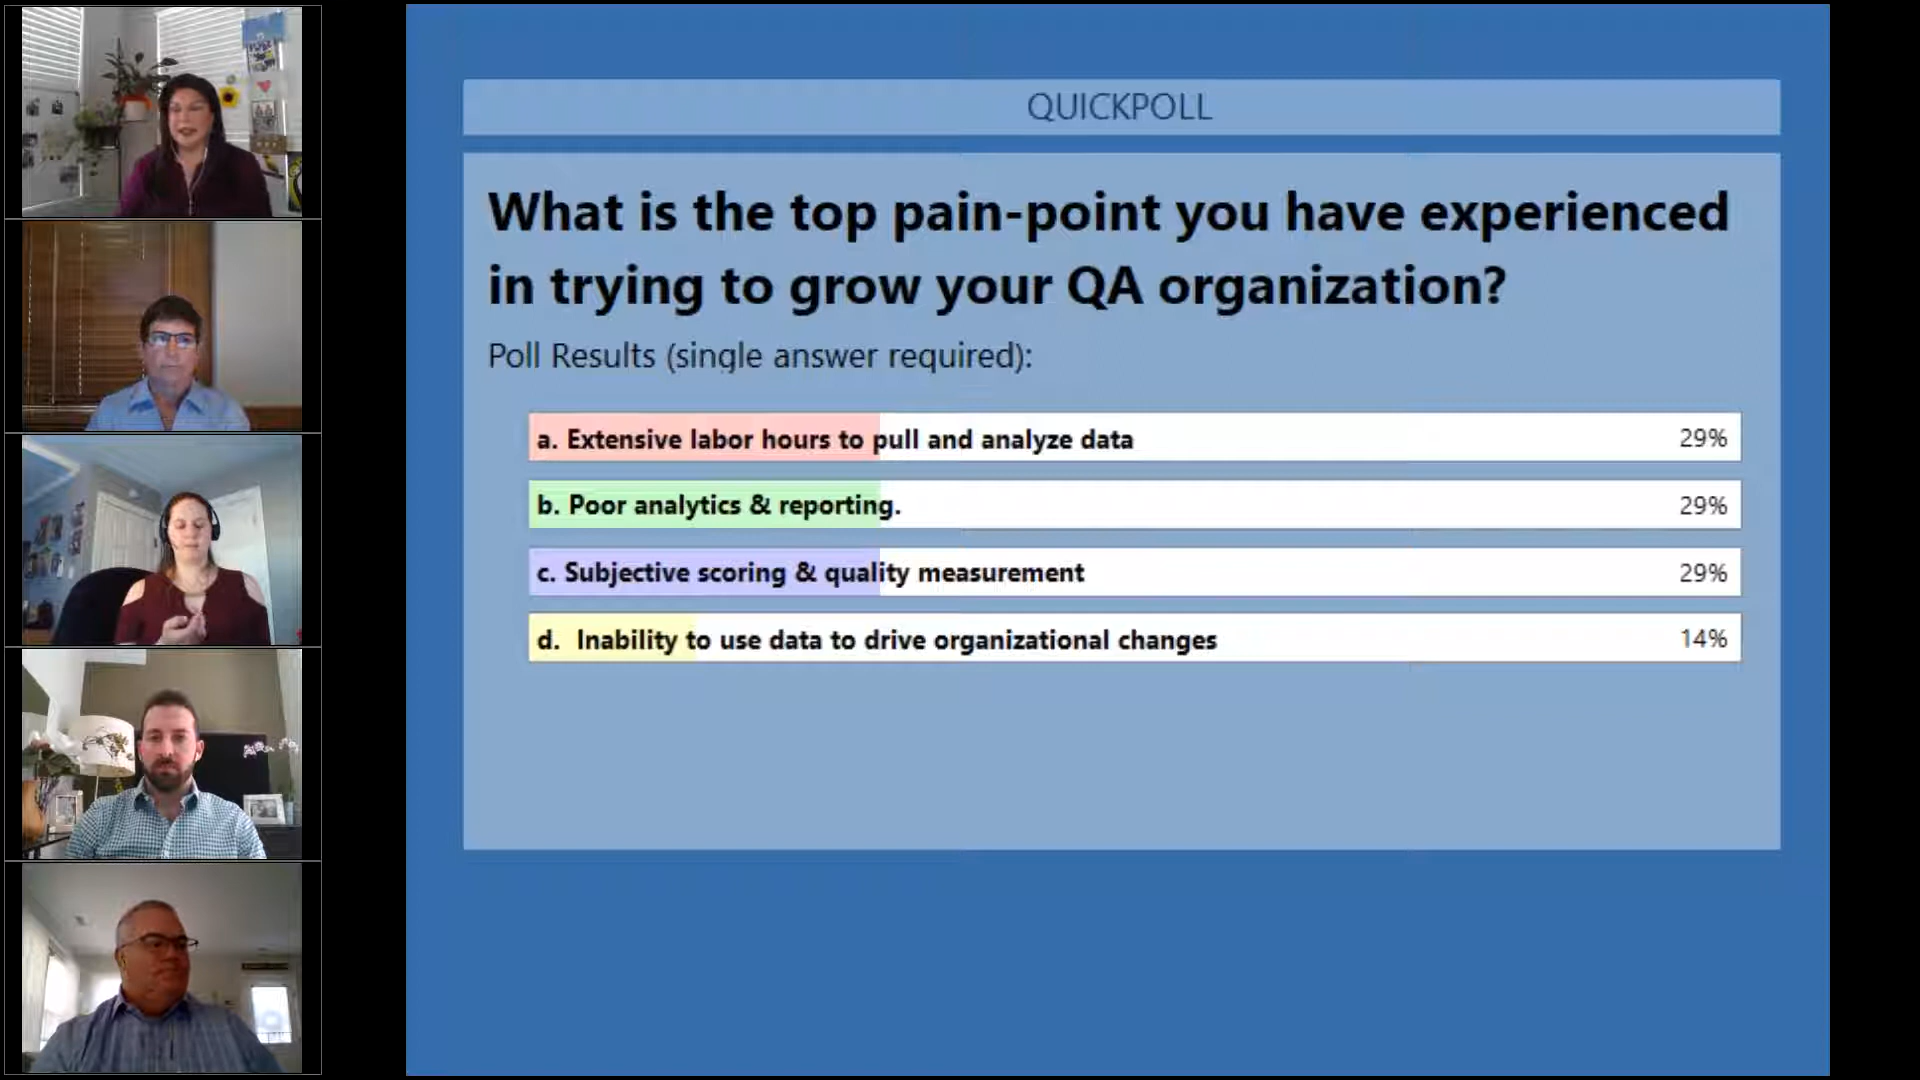 QUICKPOLL
What is the top pain-point you have experienced
in trying to grow your QA organization?
Poll Results (single answer required):
a. Extensive labor hours to pull and analyze data 29%
b. Poor analytics & reporting. 29%
c. Subjective scoring & quality measurement 29%
d. Inability to use data to drive organizational changes 14%